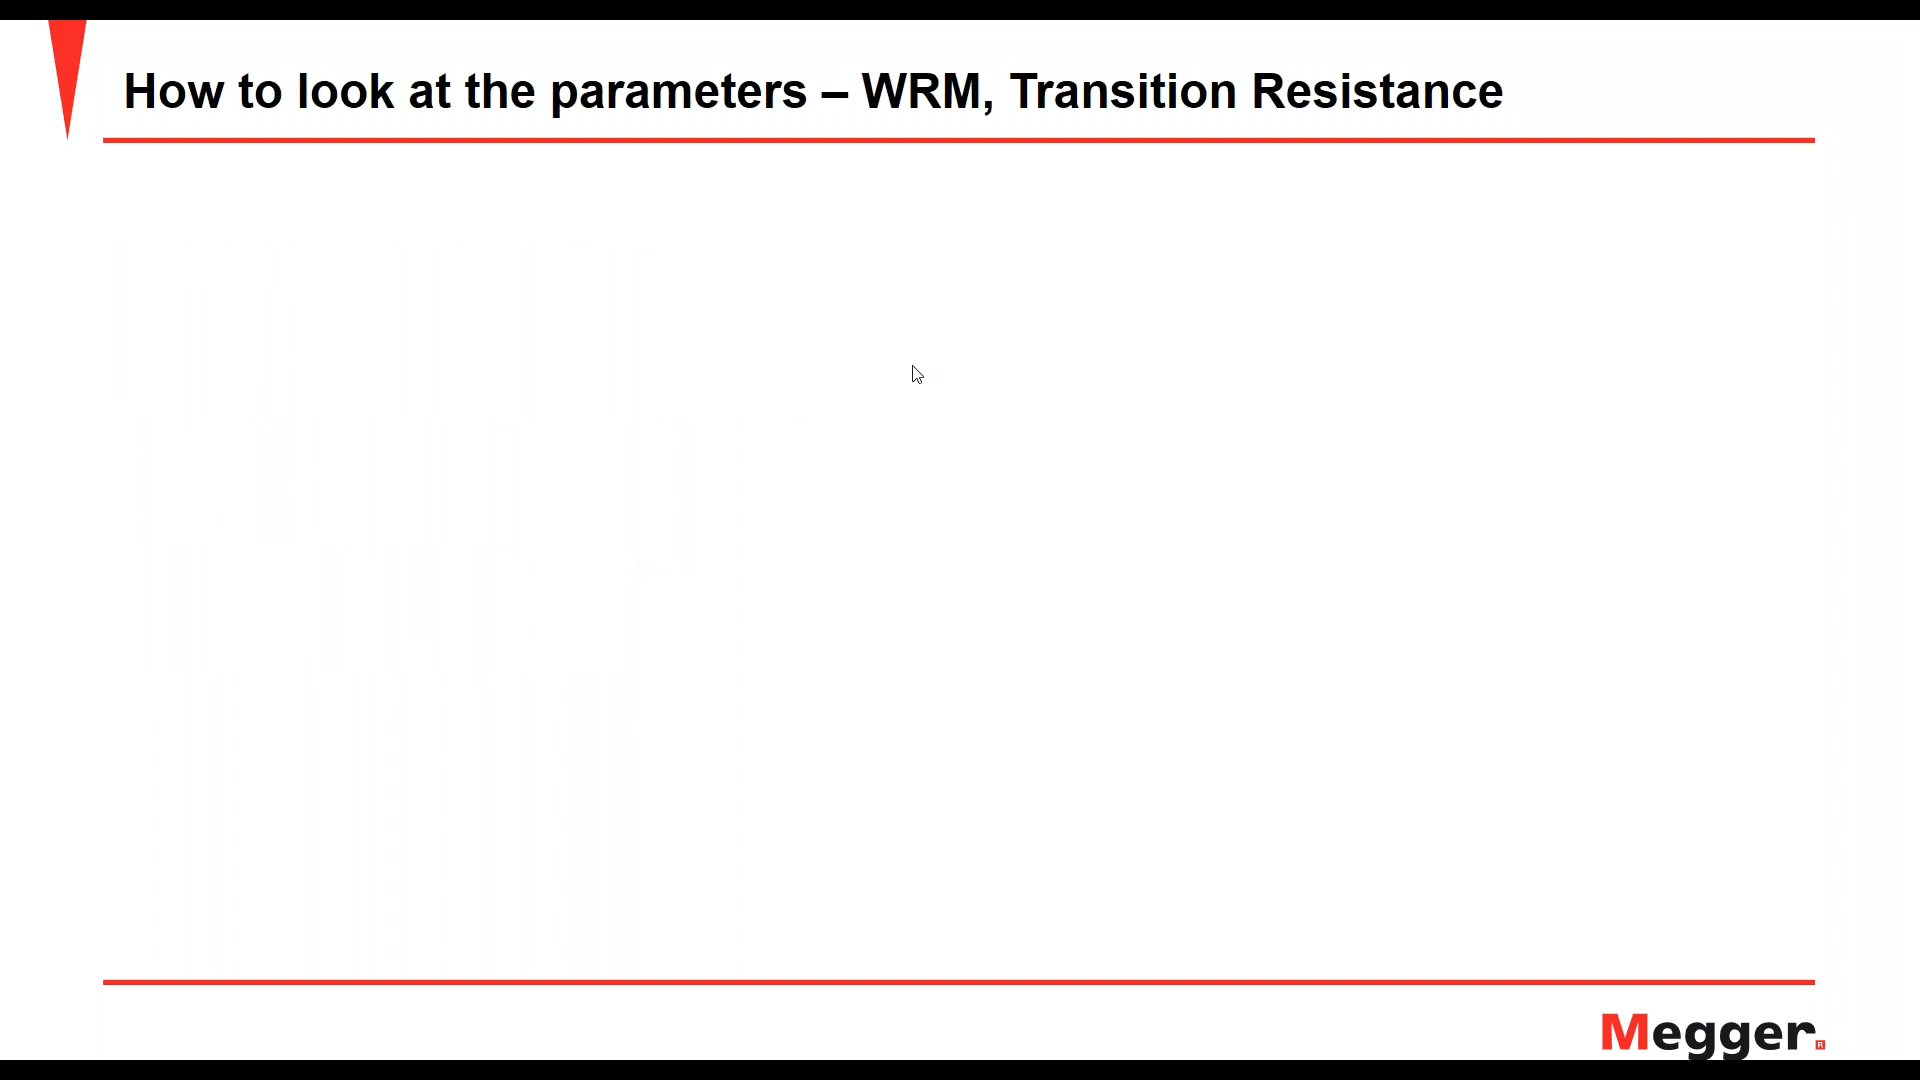 How to look at the parameters – WRM, Transition Resistance
Megger